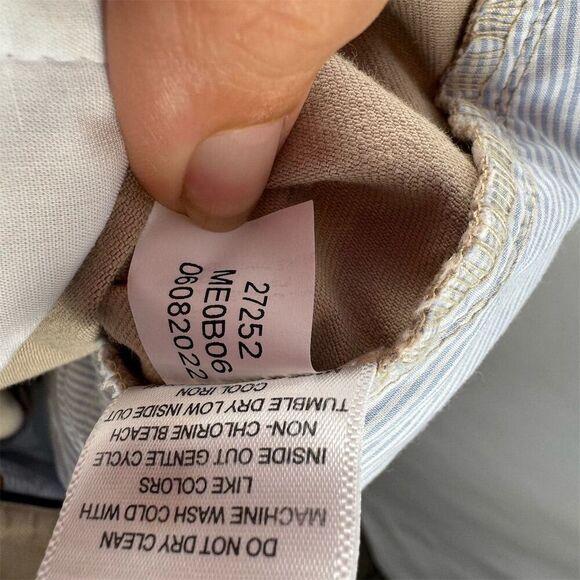 27252
ME0B06
06082022
DO NOT DRY CLEAN
MACHINE WASH COLD WITH
LIKE COLORS
INSIDE OUT GENTLE CYCLE
NON- CHLORINE BLEACH
TUMBLE DRY LOW INSIDE OUT
COOL IRON